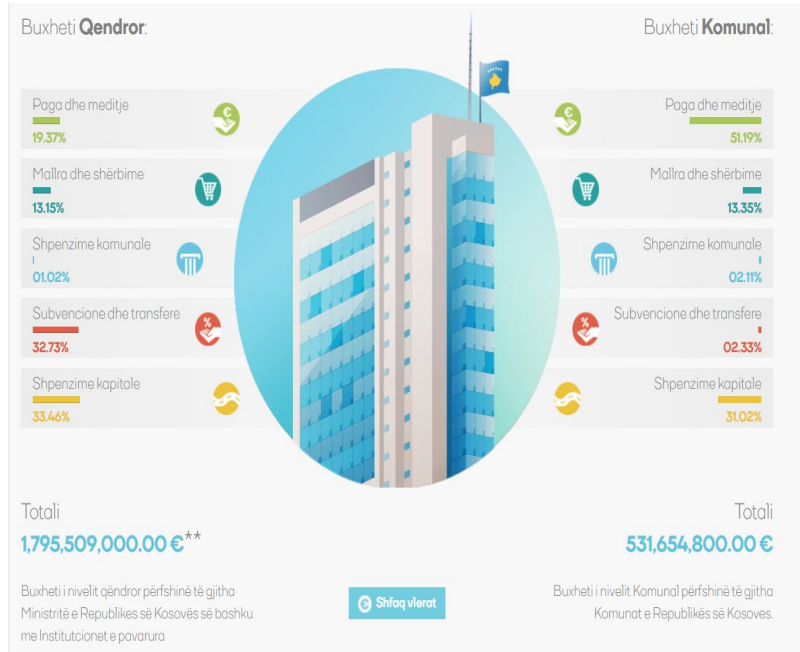 Buxheti Qendror:
Buxheti Komunal:
Paga dhe meditje
19.37%
Paga dhe meditje
51.19%
Mallra dhe shërbime
13.15%
Mallra dhe shërbime
13.35%
Shpenzime komunale
01.02%
Shpenzime komunale
02.11%
Subvencione dhe transfere
32.73%
Subvencione dhe transfere
02.33%
Shpenzime kapitale
33.46%
Shpenzime kapitale
31.02%
Totali
1,795,509,000.00 €**
Totali
531,654,800.00 €
Buxheti i nivelit qëndror përfshinë të gjitha
Ministritë e Republikes së Kosovës së bashku
me Institutcionet e pavarura
Shfaq vlerat
Buxheti i nivelit Komunal përfshinë të gjitha
Komunat e Republikës së Kosoves.